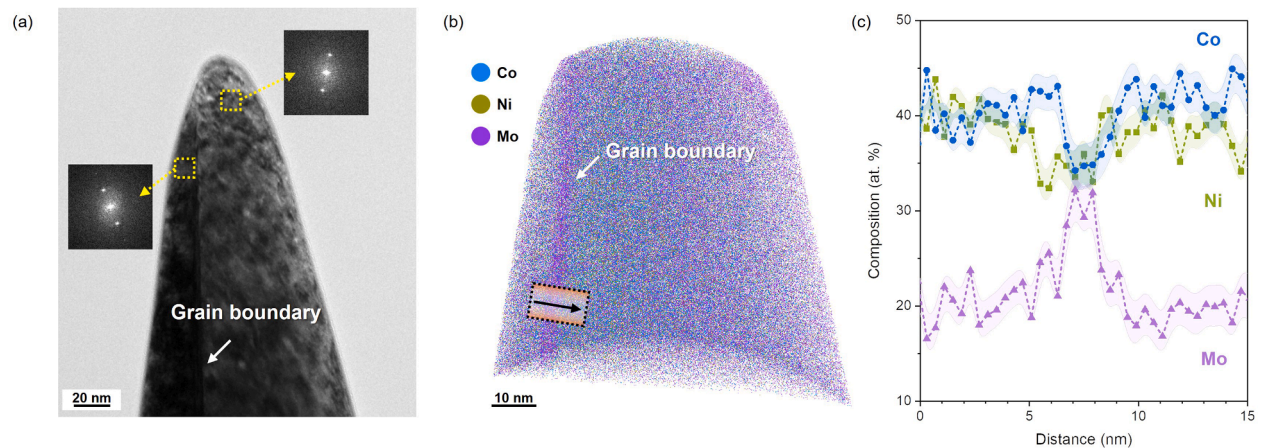 (a)
Grain boundary
20 nm
(b)
Co
Ni
Mo
Grain boundary
10 nm
(c)
50
40
30
20
10
Composition (at. %)
Co
Ni
Mo
0
5
10
15
Distance (nm)